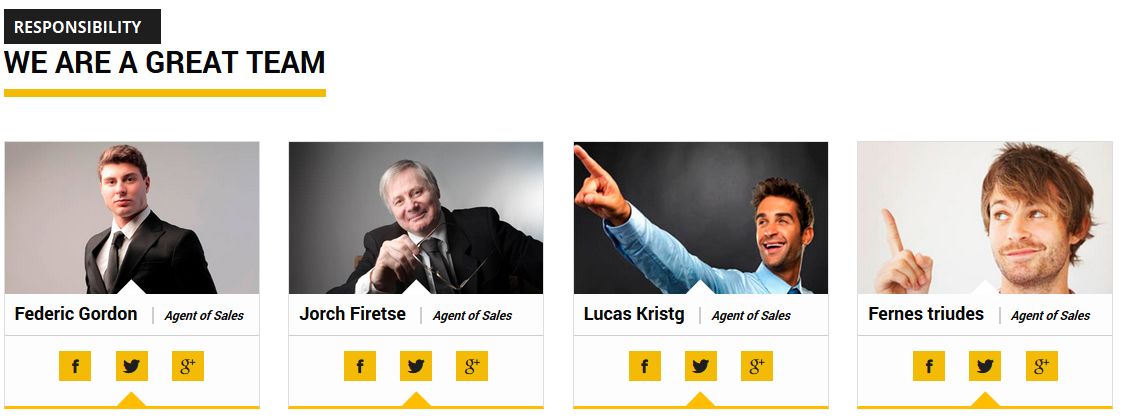 RESPONSIBILITY
WE ARE A GREAT TEAM
Federic Gordon | Agent of Sales
Jorch Firetse | Agent of Sales
Lucas Kristg | Agent of Sales
Fernes triudes | Agent of Sales
f g+
f g+
f g+
f g+